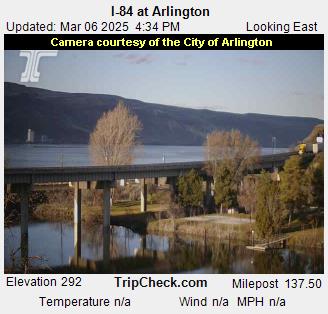 I-84 at Arlington
Updated: Mar 06 2025 4:34 PM Looking East
Camera courtesy of the City of Arlington
Elevation 292 TripCheck.com Milepost 137.50
Temperature n/a Wind n/a MPH n/a